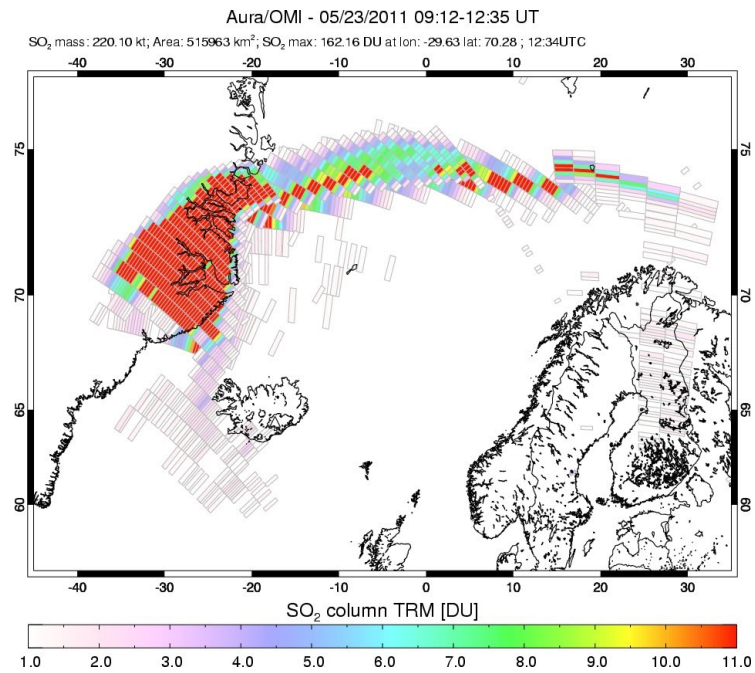 Aura/OMI - 05/23/2011 09:12-12:35 UT
SO₂ mass: 220.10 kt; Area: 515963 km²; SO₂ max: 162.16 DU at lon: -29.63 lat: 70.28 ; 12:34UTC
-40 -30 -20 -10 0 10 20 30
75 75
70 70
65 65
60 60
-40 -30 -20 -10 0 10 20 30
SO₂ column TRM [DU]
1.0 2.0 3.0 4.0 5.0 6.0 7.0 8.0 9.0 10.0 11.0